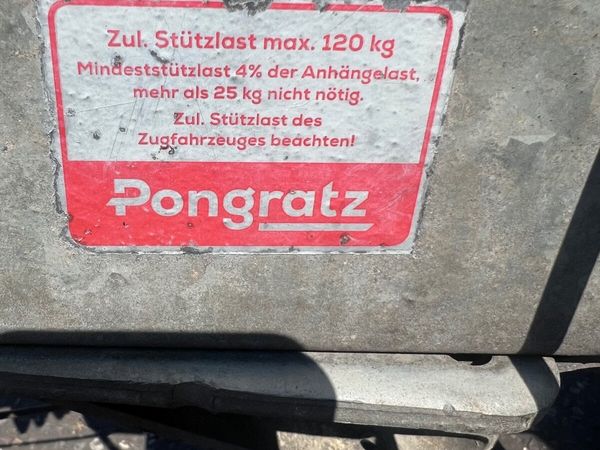 Zul. Stützlast max. 120 kg
Mindeststützlast 4% der Anhängelast,
mehr als 25 kg nicht nötig.
Zul. Stützlast des
Zugfahrzeuges beachten!
Pongratz